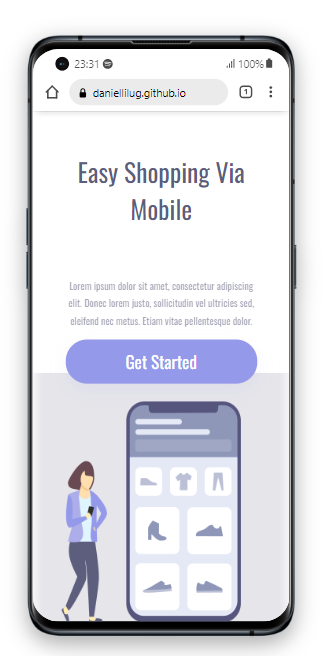 23:31
100%
daniellilug.github.io
1
Easy Shopping Via
Mobile
Lorem ipsum dolor sit amet, consectetur adipiscing
elit. Donec lorem justo, sollicitudin vel ultricies sed,
eleifend nec metus. Etiam vitae pellentesque dolor.
Get Started